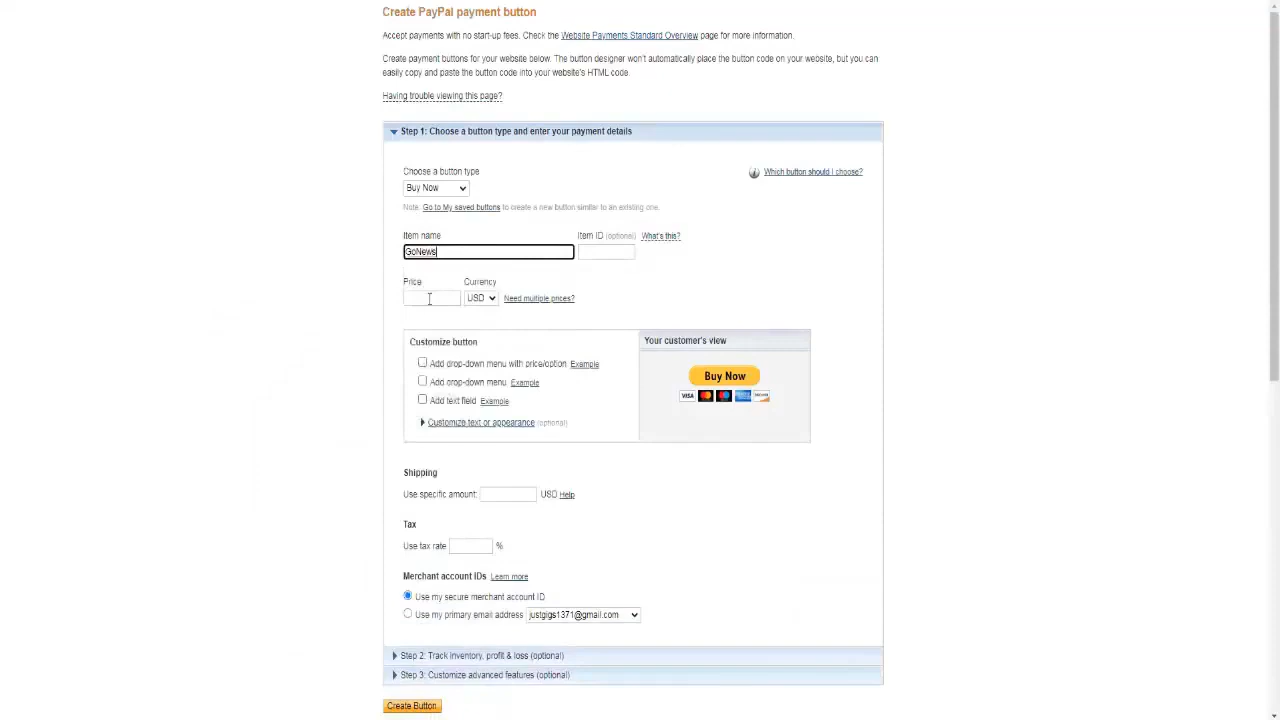 Create PayPal payment button
Accept payments with no start-up fees. Check the Website Payments Standard Overview page for more information.
Create payment buttons for your website below. The button designer won't automatically place the button code on your website, but you can
easily copy and paste the button code into your website's HTML code.
Having trouble viewing this page?
Step 1: Choose a button type and enter your payment details
Choose a button type
Which button should I choose?
Buy Now
Note: Go to My saved buttons to create a new button similar to an existing one.
Item name
Item ID (optional) What's this?
GoNews
Price Currency
USD Need multiple prices?
Customize button
Your customer's view
Add drop-down menu with price/option Example
Buy Now
Add drop-down menu Example
VISA
DISCOVER
Add text field Example
Customize text or appearance (optional)
Shipping
Use specific amount: USD Help
Tax
Use tax rate %
Merchant account IDs Learn more
Use my secure merchant account ID
Use my primary email address justgigs1371@gmail.com
Step 2: Track inventory, profit & loss (optional)
Step 3: Customize advanced features (optional)
Create Button